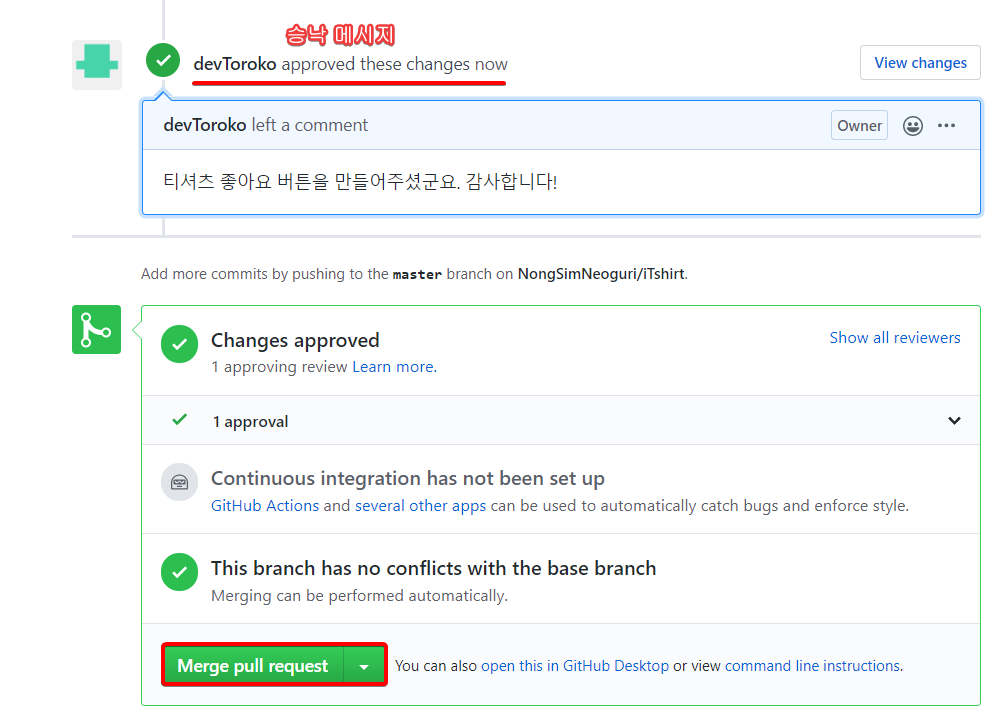 승낙 메시지
devToroko approved these changes now
View changes
devToroko left a comment
Owner
티셔츠 좋아요 버튼을 만들어주셨군요. 감사합니다!
Add more commits by pushing to the master branch on NongSimNeoguri/iTshirt.
Changes approved
Show all reviewers
1 approving review Learn more.
1 approval
Continuous integration has not been set up
GitHub Actions and several other apps can be used to automatically catch bugs and enforce style.
This branch has no conflicts with the base branch
Merging can be performed automatically.
Merge pull request
You can also open this in GitHub Desktop or view command line instructions.